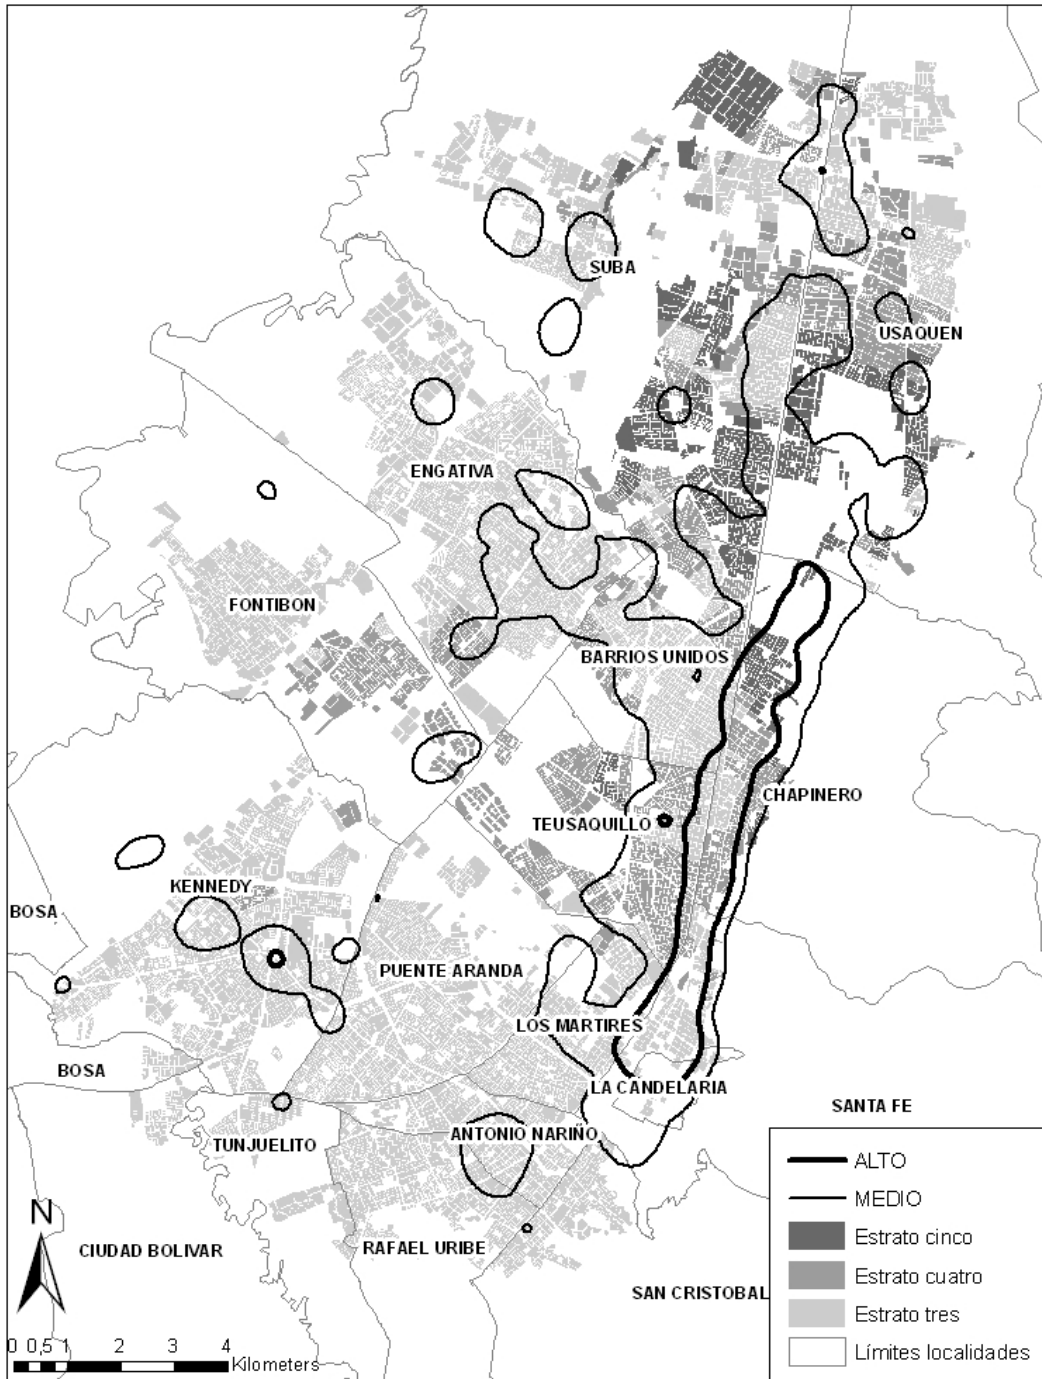 SUBA
USAQUEN
ENGATIVA
FONTIBON
BARRIOS UNIDOS
CHAPINERO
TEUSAQUILLO
KENNEDY
BOSA
PUENTE ARANDA
LOS MARTIRES
BOSA
LA CANDELARIA
SANTA FE
ANTONIO NARIÑO
TUNJUELITO
RAFAEL URIBE
CIUDAD BOLIVAR
SAN CRISTOBAL
N
0 0,5 1 2 3 4
Kilometers
ALTO
MEDIO
Estrato cinco
Estrato cuatro
Estrato tres
Límites localidades